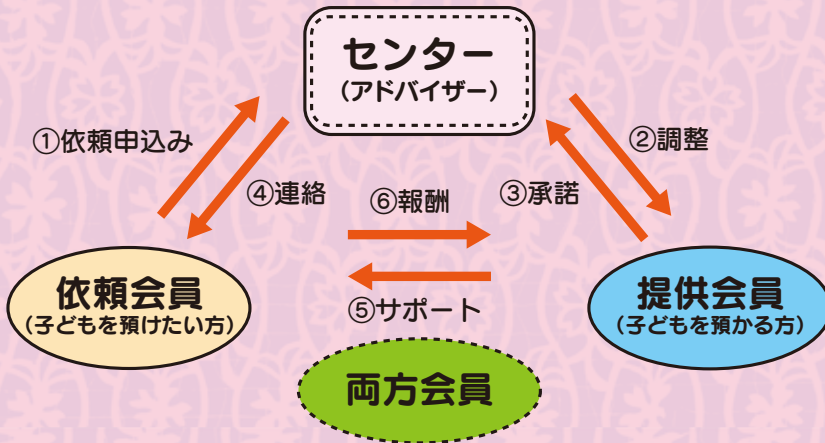 センター
（アドバイザー）
①依頼申込み
②調整
④連絡
⑥報酬
③承諾
依頼会員
（子どもを預けたい方）
提供会員
（子どもを預かる方）
⑤サポート
両方会員